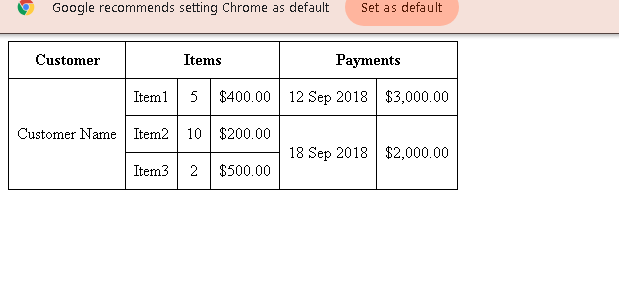 Google recommends setting Chrome as default Set as default
Customer Items Payments
Item1 5 $400.00 12 Sep 2018 $3,000.00
Customer Name Item2 10 $200.00
18 Sep 2018 $2,000.00
Item3 2 $500.00